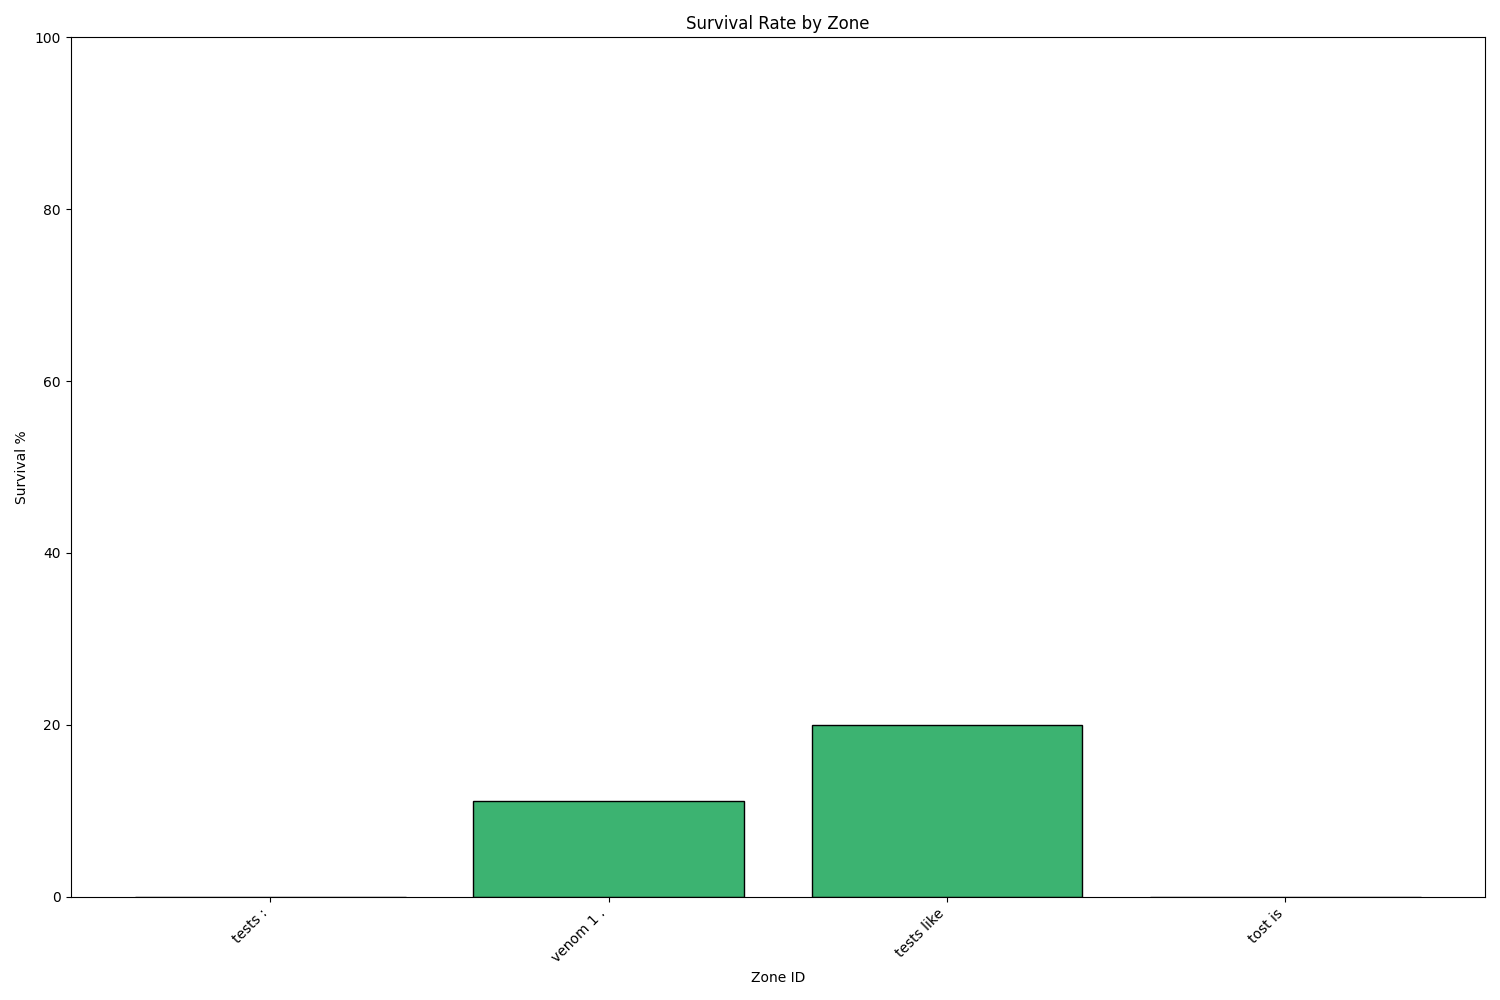 Survival Rate by Zone
100
80
60
40
20
0
Survival %
tests :
venom 1 .
tests like
tost is
Zone ID